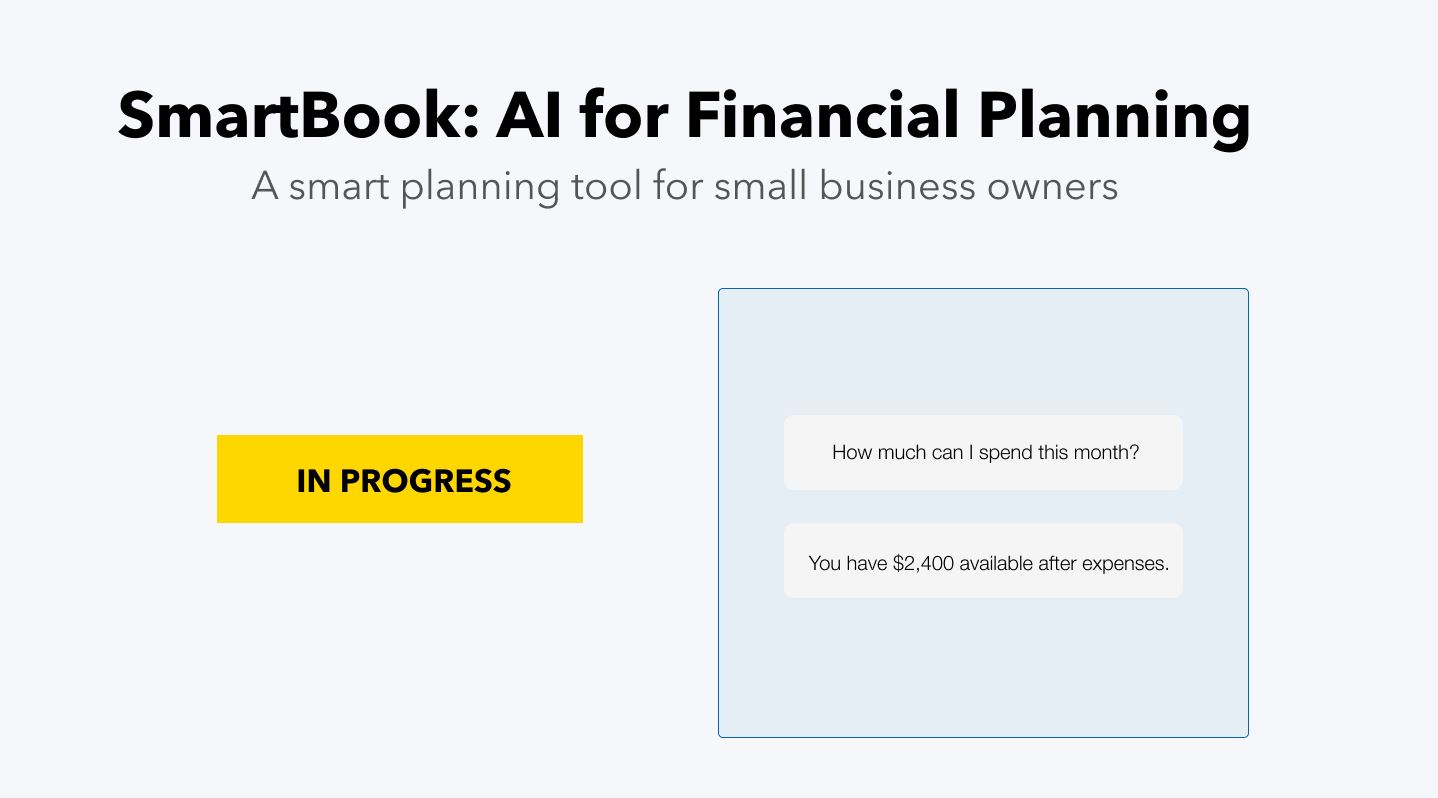 SmartBook: AI for Financial Planning
A smart planning tool for small business owners
IN PROGRESS
How much can I spend this month?
You have $2,400 available after expenses.